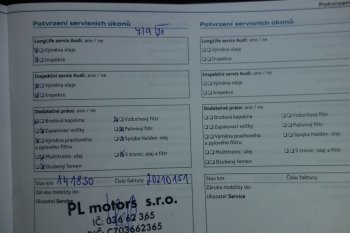 Potvrzení servisních úkonů
LongLife servis Audi: ano / ne
Výměna oleje
Inspekce
Inspekční servis Audi: ano / ne
Výměna oleje
Inspekce
Dodatečné práce: ano / ne
Brzdová kapalina
Vzduchový filtr
Zapalovací svíčky
Palivový filtr
Výměna prachového a pylového filtru
Spojka Haldex: olej
Multitronic: olej
S tronic: olej a filtr
Ozubený řemen
Stav km 141830
Číslo faktury 20210151
Záruka mobility do:
Ukazatel Service
PL motors s.r.o.
IČ: 036 62 365
CZ03662365
Potvrzení servisních úkonů
LongLife servis Audi: ano / ne
Výměna oleje
Inspekce
Inspekční servis Audi: ano / ne
Výměna oleje
Inspekce
Dodatečné práce: ano / ne
Brzdová kapalina
Vzduchový filtr
Zapalovací svíčky
Palivový filtr
Výměna prachového a pylového filtru
Spojka Haldex: olej
Multitronic: olej
S tronic: olej a filtr
Ozubený řemen
Stav km
Číslo faktury
Záruka mobility do:
Ukazatel Service